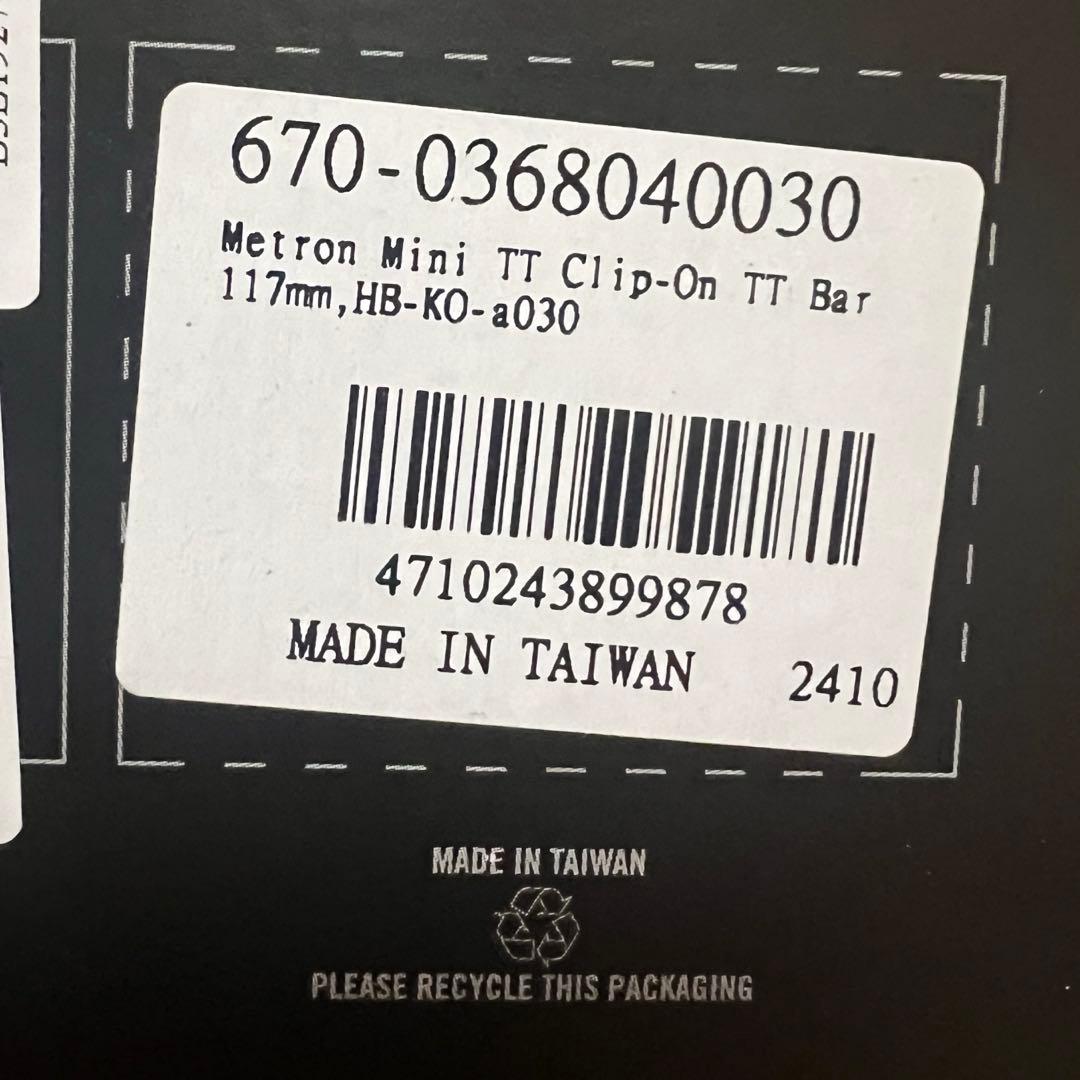 670-0368040030
Metron Mini TT Clip-On TT Bar
117mm,HB-KO-a030
4710243899878
MADE IN TAIWAN 2410
MADE IN TAIWAN
PLEASE RECYCLE THIS PACKAGING